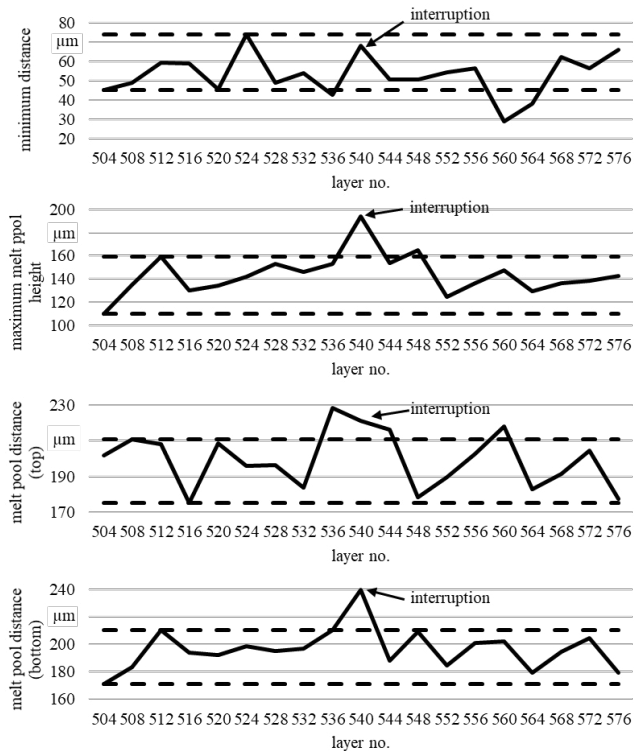 80
μm
60
50
40
30
20
minimum distance
interruption
504 508 512 516 520 524 528 532 536 540 544 548 552 556 560 564 568 572 576
layer no.
200
μm
160
140
120
100
maximum melt ppol
height
interruption
504 508 512 516 520 524 528 532 536 540 544 548 552 556 560 564 568 572 576
layer no.
230
μm
190
170
melt pool distance
(top)
interruption
504 508 512 516 520 524 528 532 536 540 544 548 552 556 560 564 568 572 576
layer no.
240
μm
200
180
160
melt pool distance
(bottom)
interruption
504 508 512 516 520 524 528 532 536 540 544 548 552 556 560 564 568 572 576
layer no.